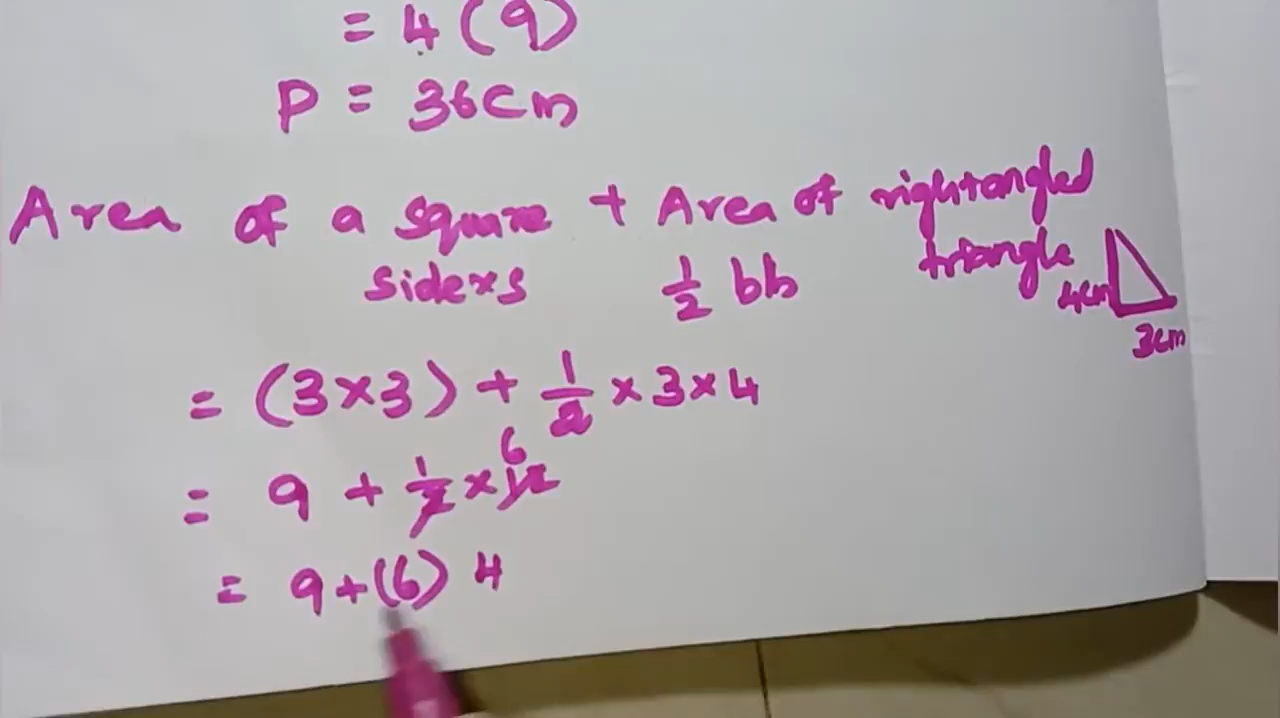 = 4 (9)
P = 36cm
Area of a square + Area of rightangled
triangle
sidexs
1/2 bh
4cm
3cm
= (3×3) + 1/2 × 3 × 4
= 9 + 1/2 × 12 6
= 9+(6) 4